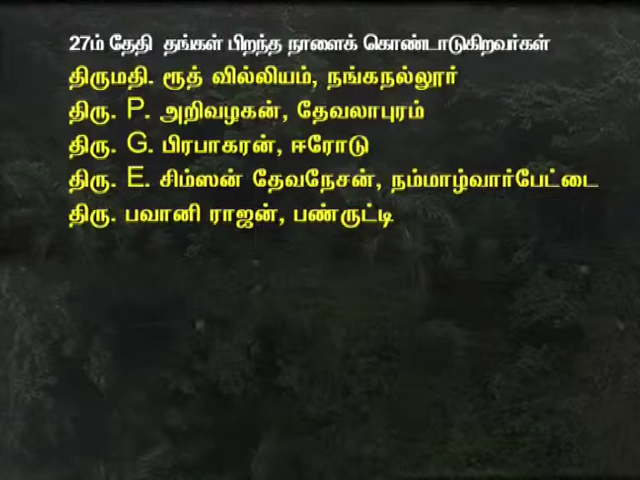 27ம் தேதி தங்கள் பிறந்த நாளைக் கொண்டாடுகிறவர்கள்
திருமதி. ரூத் வில்லியம், நங்கநல்லூர்
திரு. P. அறிவழகன், தேவலாபுரம்
திரு. G. பிரபாகரன், ஈரோடு
திரு. E. சிம்ஸன் தேவநேசன், நம்மாழ்வார்பேட்டை
திரு. பவானி ராஜன், பண்ருட்டி